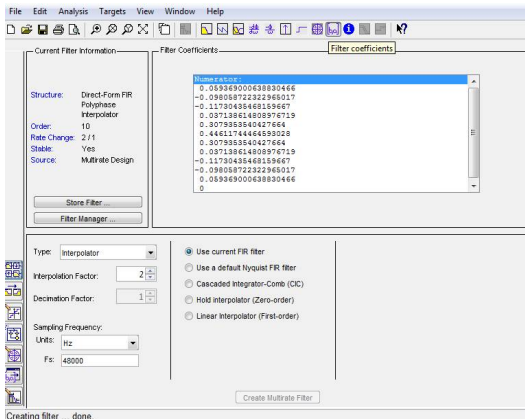 File Edit Analysis Targets View Window Help
Filter coefficients
Current Filter Information
Structure: Direct-Form FIR
Polyphase
Interpolator
Order: 10
Rate Change: 2 / 1
Stable: Yes
Source: Multirate Design
Store Filter ...
Filter Manager ...
Filter Coefficients
Numerator:
0.059369000638830466
-0.098058722322965017
-0.11730435468159667
0.037138614808976719
0.3079353540427664
0.44611744464593028
0.3079353540427664
0.037138614808976719
-0.11730435468159667
-0.098058722322965017
0.059369000638830466
0
Type: Interpolator
Interpolation Factor: 2
Decimation Factor: 1
Sampling Frequency:
Units: Hz
Fs: 48000
Use current FIR filter
Use a default Nyquist FIR filter
Cascaded Integrator-Comb (CIC)
Hold interpolator (Zero-order)
Linear Interpolator (First-order)
Create Multirate Filter
Creating filter ... done